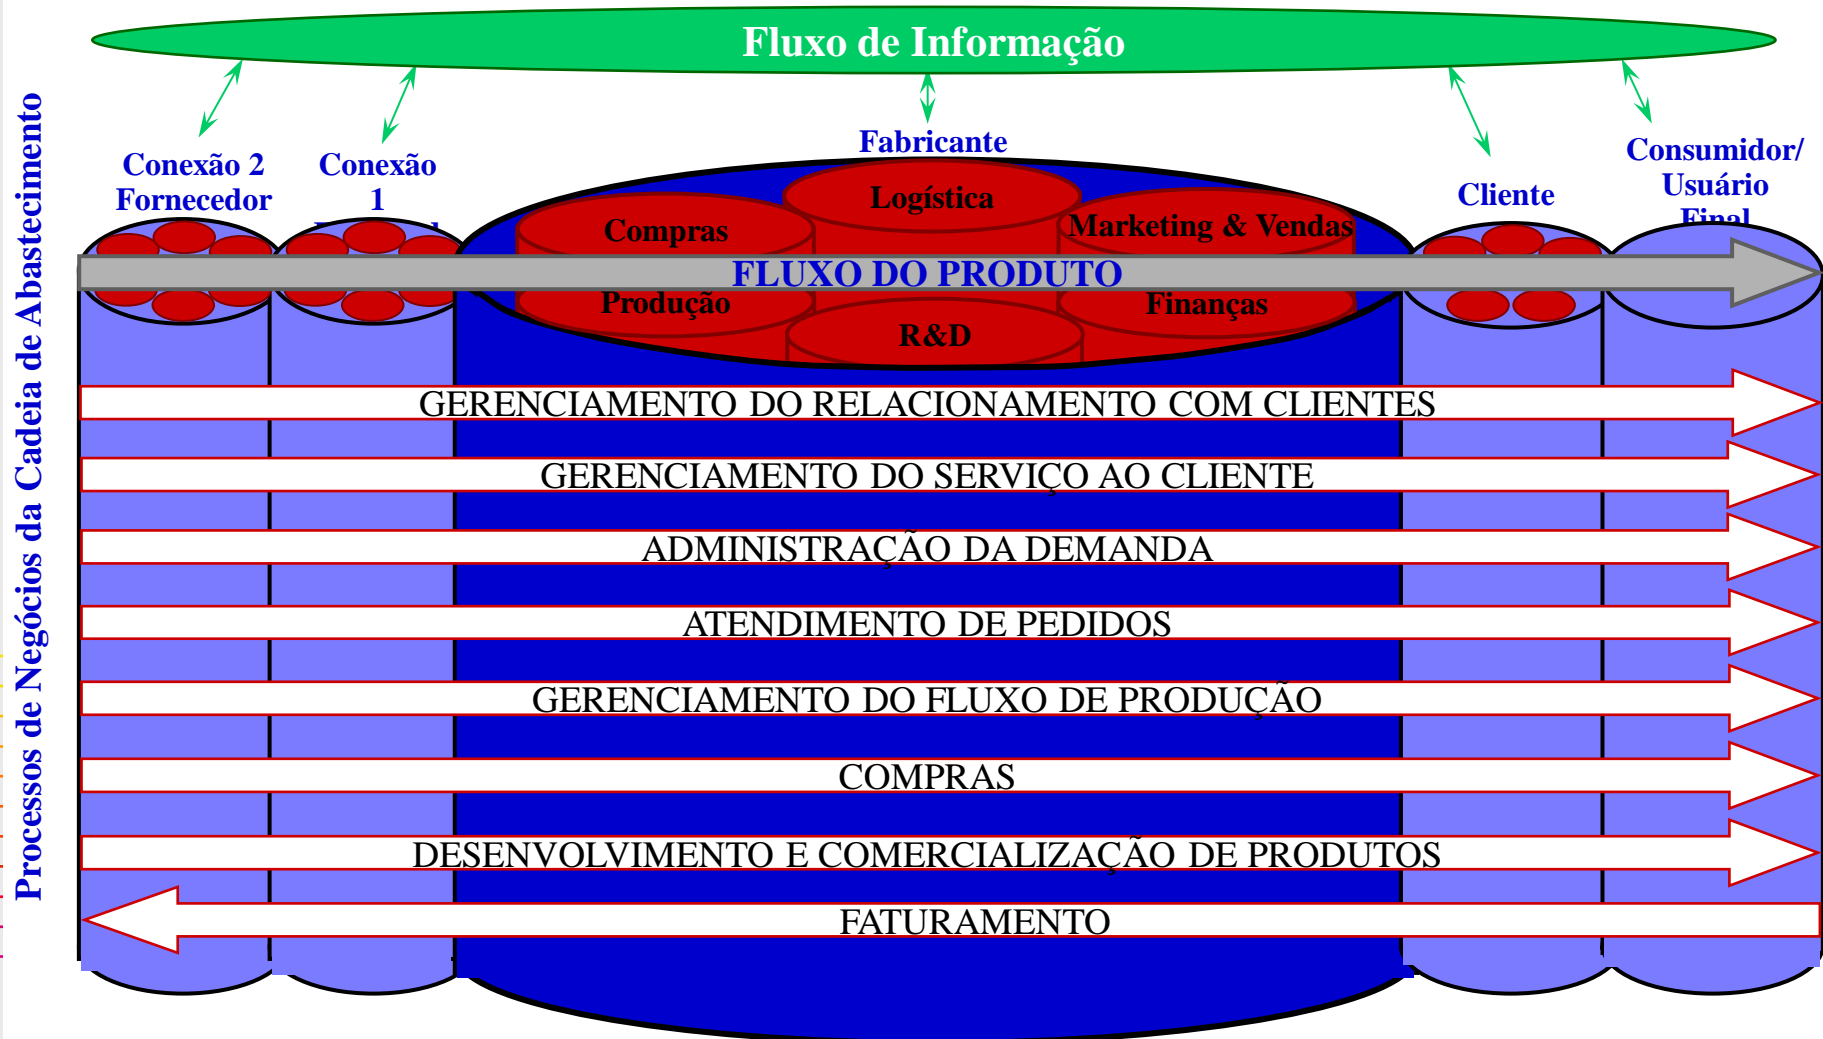 Fluxo de Informação
Processos de Negócios da Cadeia de Abastecimento
Conexão 2
Fornecedor
Conexão
1
Fabricante
Cliente
Consumidor/
Usuário
Final
Logística
Compras
Marketing & Vendas
FLUXO DO PRODUTO
Produção
Finanças
R&D
GERENCIAMENTO DO RELACIONAMENTO COM CLIENTES
GERENCIAMENTO DO SERVIÇO AO CLIENTE
ADMINISTRAÇÃO DA DEMANDA
ATENDIMENTO DE PEDIDOS
GERENCIAMENTO DO FLUXO DE PRODUÇÃO
COMPRAS
DESENVOLVIMENTO E COMERCIALIZAÇÃO DE PRODUTOS
FATURAMENTO